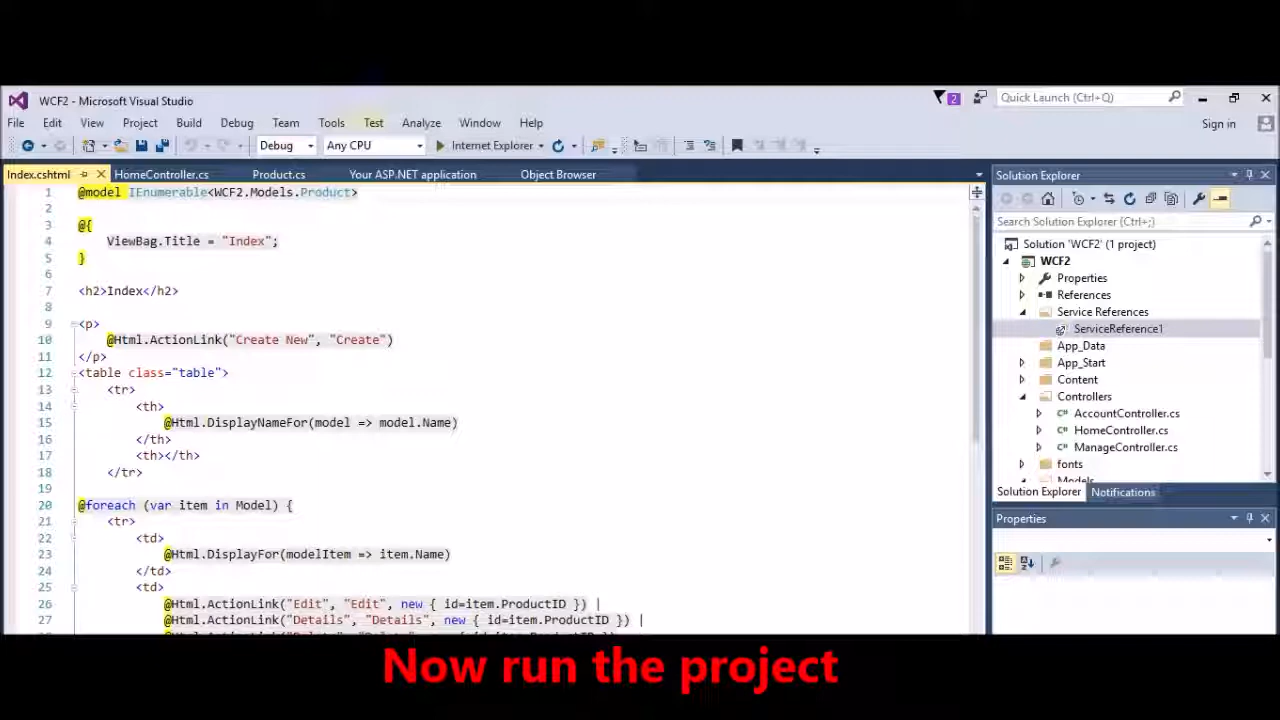 WCF2 - Microsoft Visual Studio
2
Quick Launch (Ctrl+Q)
File Edit View Project Build Debug Team Tools Test Analyze Window Help
Sign in
Debug Any CPU Internet Explorer
Index.cshtml HomeController.cs Product.cs Your ASP.NET application Object Browser
1 @model IEnumerable<WCF2.Models.Product>
2
3 @{
4 ViewBag.Title = "Index";
5 }
6
7 <h2>Index</h2>
8
9 <p>
10 @Html.ActionLink("Create New", "Create")
11 </p>
12 <table class="table">
13 <tr>
14 <th>
15 @Html.DisplayNameFor(model => model.Name)
16 </th>
17 <th></th>
18 </tr>
19
20 @foreach (var item in Model) {
21 <tr>
22 <td>
23 @Html.DisplayFor(modelItem => item.Name)
24 </td>
25 <td>
26 @Html.ActionLink("Edit", "Edit", new { id=item.ProductID }) |
27 @Html.ActionLink("Details", "Details", new { id=item.ProductID }) |
Solution Explorer
Search Solution Explorer (Ctrl+;)
Solution 'WCF2' (1 project)
WCF2
Properties
References
Service References
ServiceReference1
App_Data
App_Start
Content
Controllers
AccountController.cs
HomeController.cs
ManageController.cs
fonts
Models
Solution Explorer Notifications
Properties
Now run the project